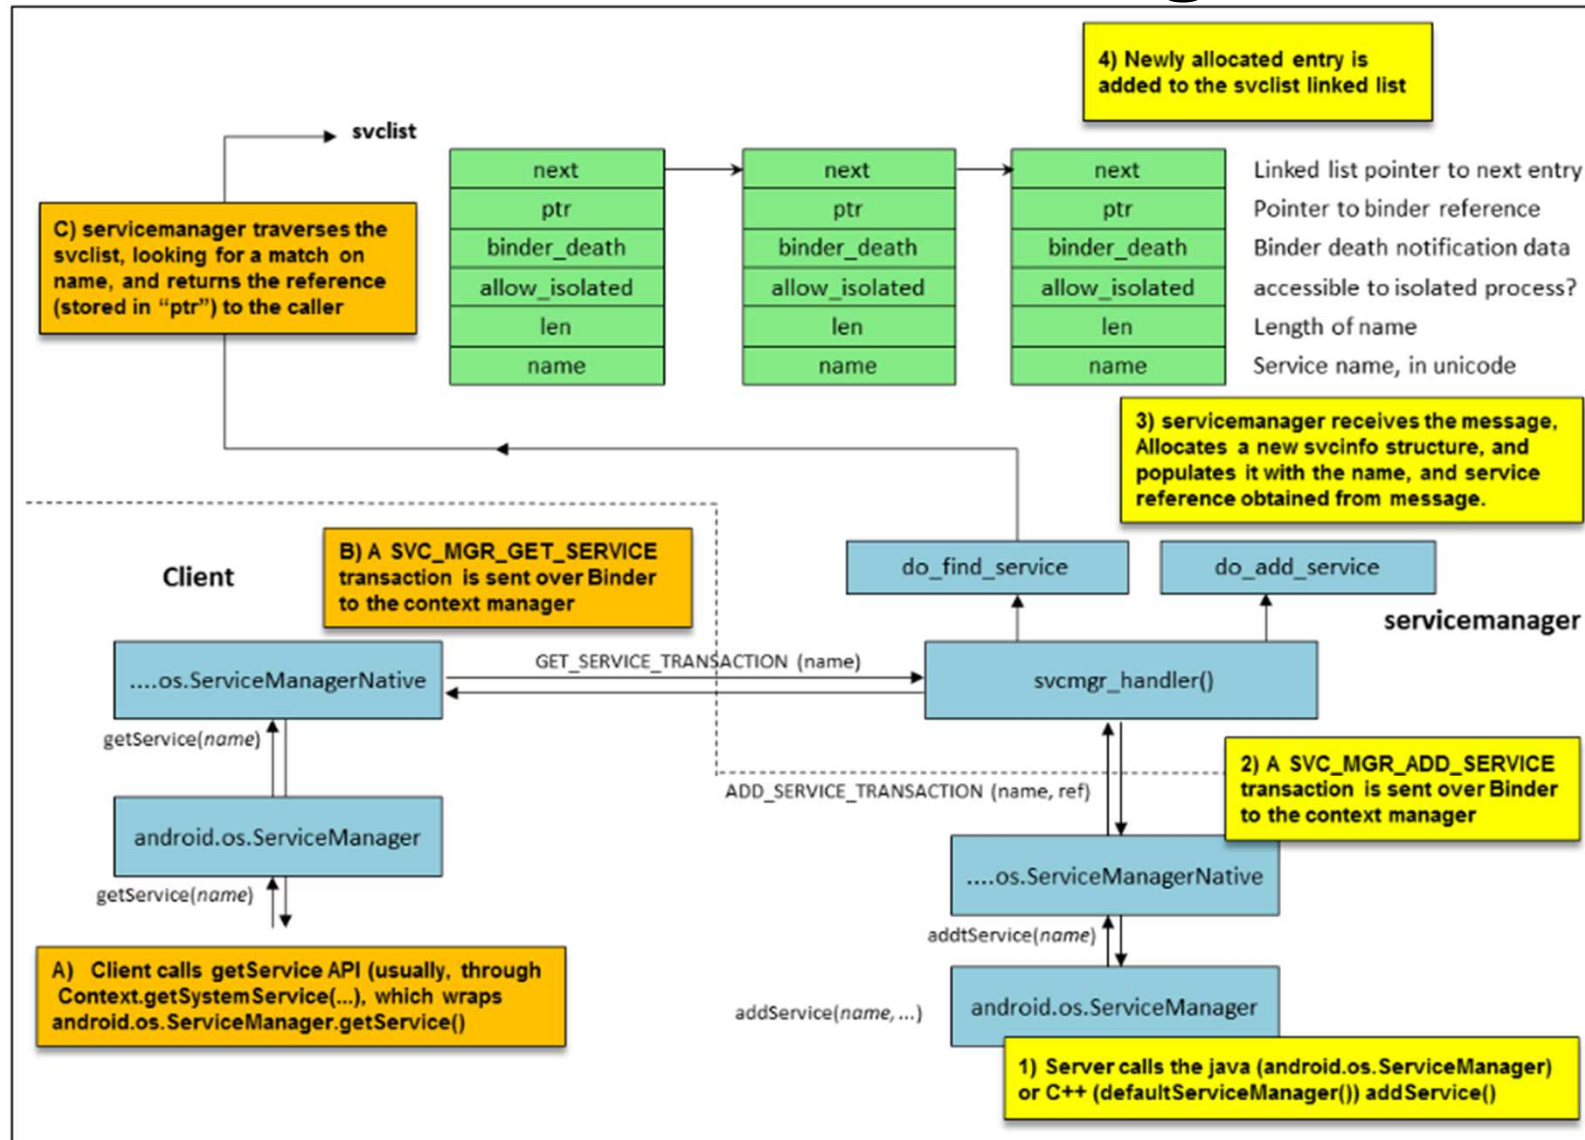 4) Newly allocated entry is
added to the svclist linked list
svclist
next
ptr
binder_death
allow_isolated
len
name
next
ptr
binder_death
allow_isolated
len
name
next
ptr
binder_death
allow_isolated
len
name
Linked list pointer to next entry
Pointer to binder reference
Binder death notification data
accessible to isolated process?
Length of name
Service name, in unicode
C) servicemanager traverses the
svclist, looking for a match on
name, and returns the reference
(stored in “ptr”) to the caller
3) servicemanager receives the message,
Allocates a new svcinfo structure, and
populates it with the name, and service
reference obtained from message.
B) A SVC_MGR_GET_SERVICE
transaction is sent over Binder
to the context manager
Client
do_find_service
do_add_service
servicemanager
....os.ServiceManagerNative
GET_SERVICE_TRANSACTION (name)
svcmgr_handler()
getService(name)
2) A SVC_MGR_ADD_SERVICE
transaction is sent over Binder
to the context manager
ADD_SERVICE_TRANSACTION (name, ref)
android.os.ServiceManager
....os.ServiceManagerNative
getService(name)
addtService(name)
A) Client calls getService API (usually, through
Context.getSystemService(...), which wraps
android.os.ServiceManager.getService()
addService(name, ...)
android.os.ServiceManager
1) Server calls the java (android.os.ServiceManager)
or C++ (defaultServiceManager()) addService()